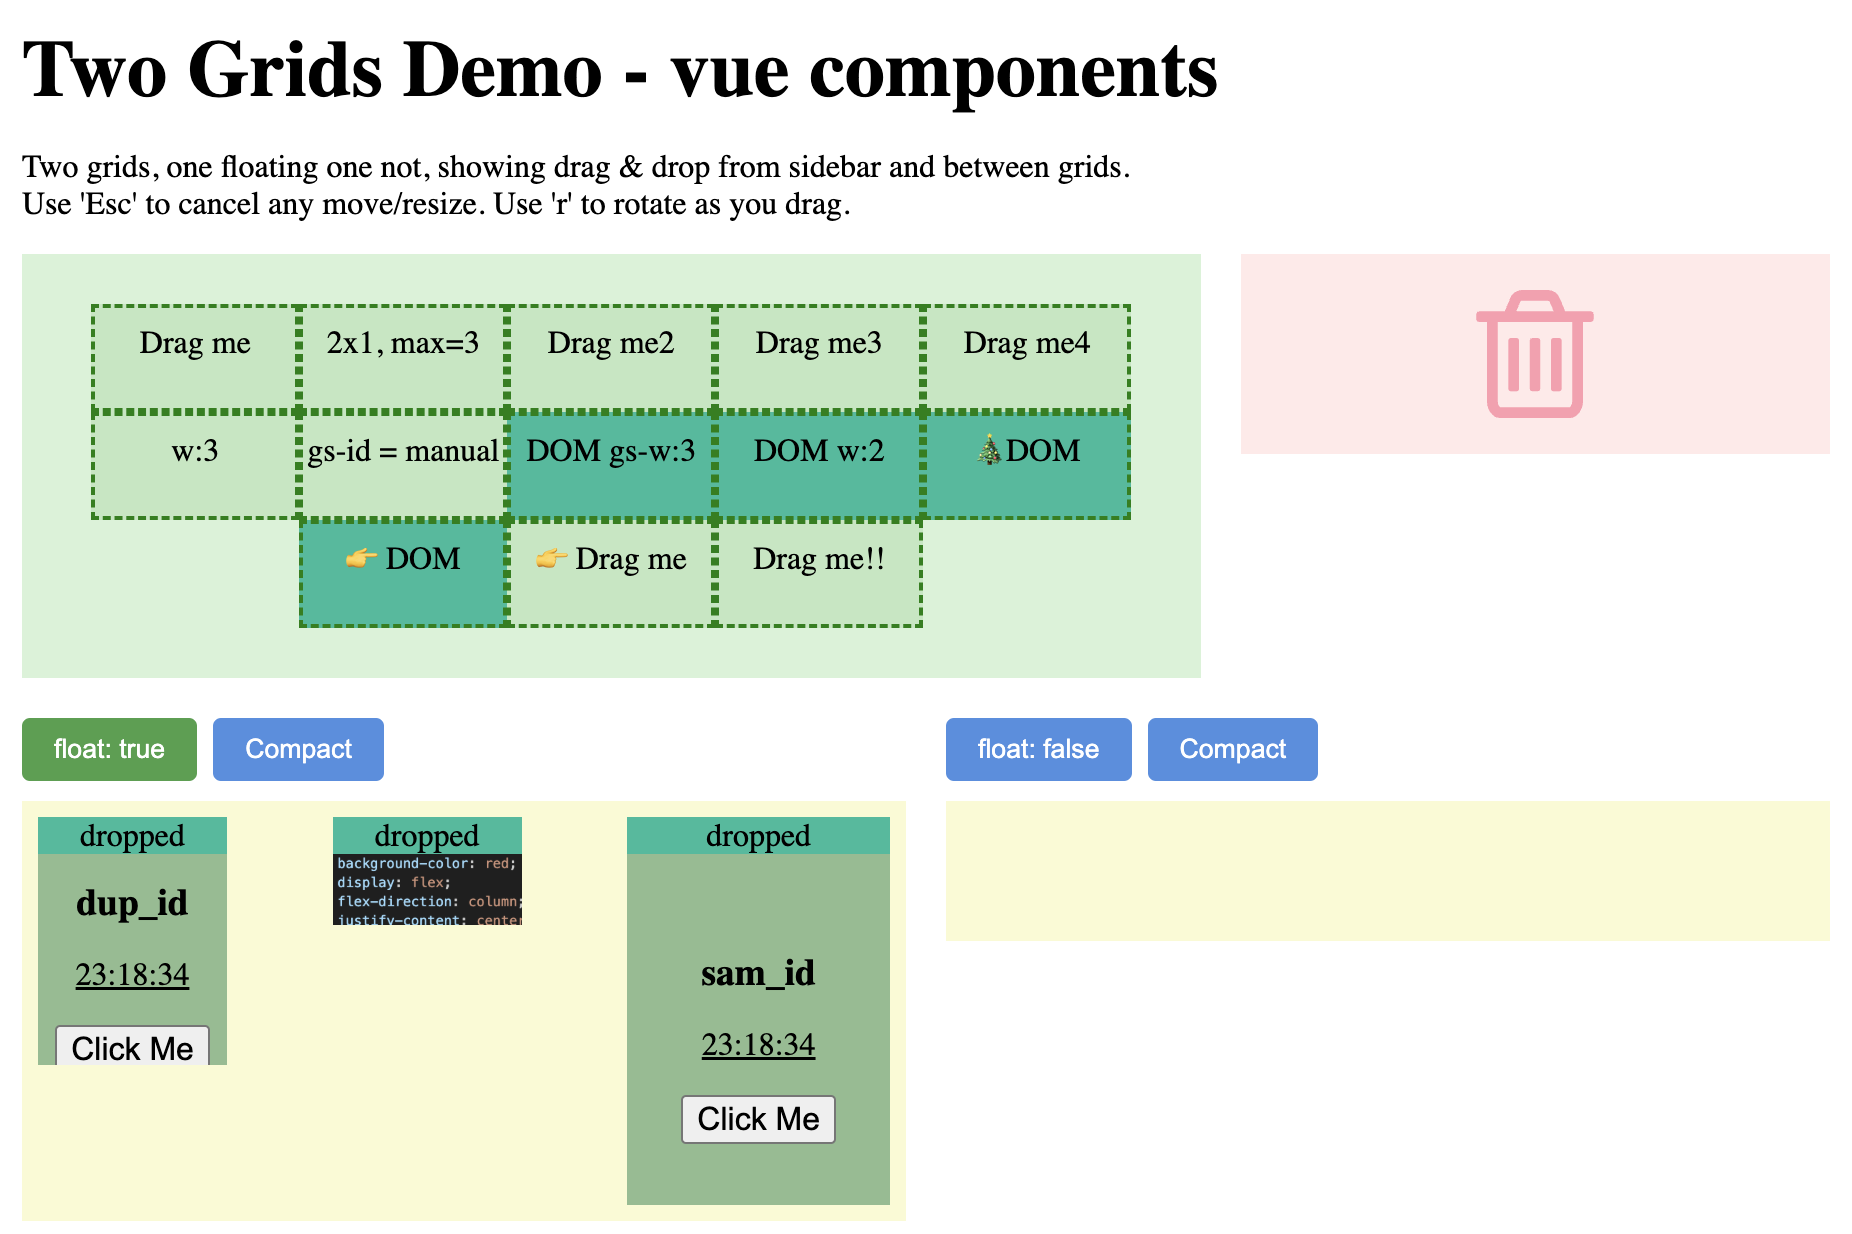 Two Grids Demo - vue components
Two grids, one floating one not, showing drag & drop from sidebar and between grids.
Use 'Esc' to cancel any move/resize. Use 'r' to rotate as you drag.
Drag me
2x1, max=3
Drag me2
Drag me3
Drag me4
w:3
gs-id = manual
DOM gs-w:3
DOM w:2
🎄DOM
👉 DOM
👉 Drag me
Drag me!!
float: true
Compact
float: false
Compact
dropped
dup_id
23:18:34
Click Me
dropped
background-color: red;
display: flex;
flex-direction: column;
justify-content: center
dropped
sam_id
23:18:34
Click Me